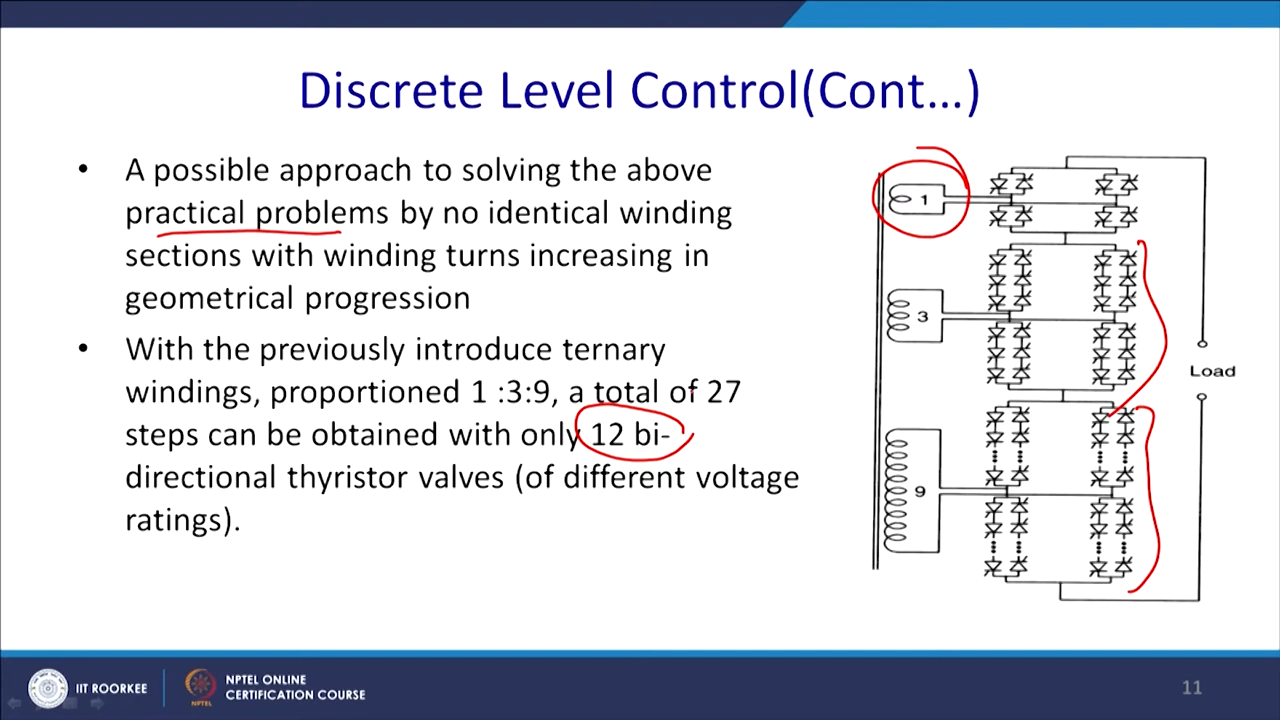 Discrete Level Control(Cont...)
• A possible approach to solving the above
practical problems by no identical winding
sections with winding turns increasing in
geometrical progression
• With the previously introduce ternary
windings, proportioned 1 :3:9, a total of 27
steps can be obtained with only 12 bi-
directional thyristor valves (of different voltage
ratings).
1
3
9
Load
IIT ROORKEE
NPTEL
NPTEL ONLINE
CERTIFICATION COURSE
11